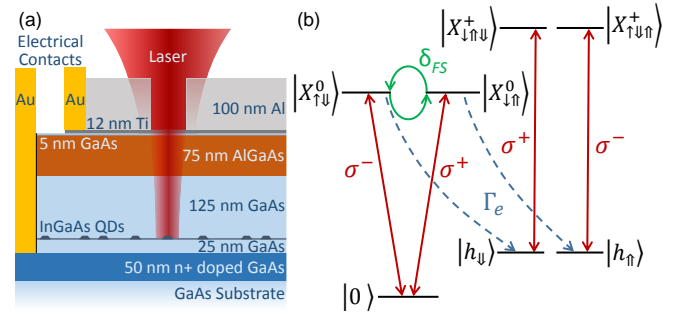 (a)
Electrical
Contacts
Laser
Au
Au
100 nm Al
12 nm Ti
5 nm GaAs
75 nm AlGaAs
125 nm GaAs
InGaAs QDs
25 nm GaAs
50 nm n+ doped GaAs
GaAs Substrate
(b)
|X⁺↓⇑⇓⟩
|X⁺↑⇓⇑⟩
δFS
|X⁰↑⇓⟩
|X⁰↓⇑⟩
σ⁻
σ⁺
σ⁺
σ⁻
Γe
|h⇓⟩
|h⇑⟩
|0⟩